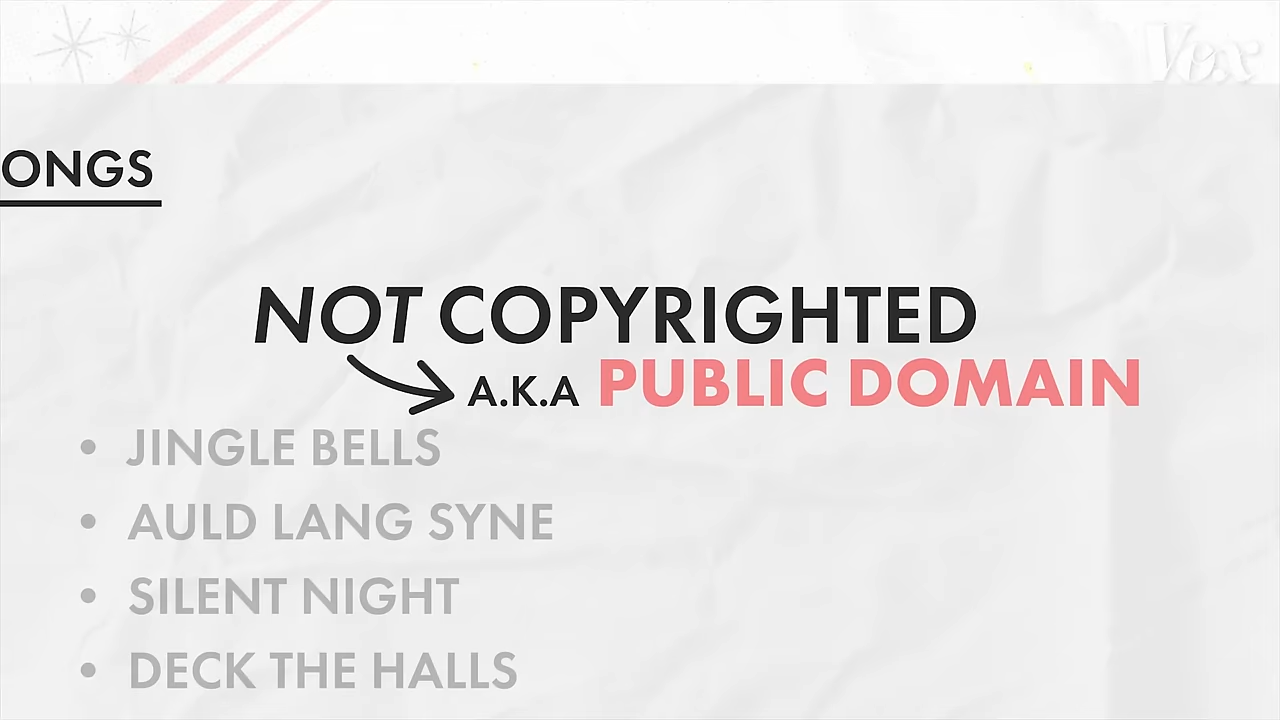 Vox
ONGS
NOT COPYRIGHTED
A.K.A PUBLIC DOMAIN
• JINGLE BELLS
• AULD LANG SYNE
• SILENT NIGHT
• DECK THE HALLS